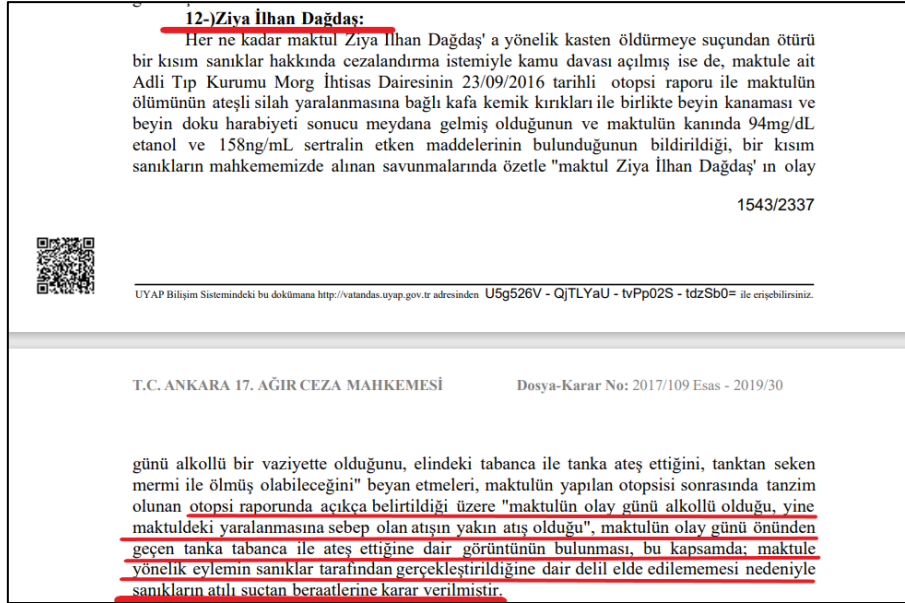 12-)Ziya İlhan Dağdaş:
Her ne kadar maktul Ziya İlhan Dağdaş' a yönelik kasten öldürmeye suçundan ötürü
bir kısım sanıklar hakkında cezalandırma istemiyle kamu davası açılmış ise de, maktule ait
Adli Tıp Kurumu Morg İhtisas Dairesinin 23/09/2016 tarihli otopsi raporu ile maktulün
ölümünün ateşli silah yaralanmasına bağlı kafa kemik kırıkları ile birlikte beyin kanaması ve
beyin doku harabiyeti sonucu meydana gelmiş olduğunun ve maktulün kanında 94mg/dL
etanol ve 158ng/mL sertralin etken maddelerinin bulunduğunun bildirildiği, bir kısım
sanıkların mahkememizde alınan savunmalarında özetle "maktul Ziya İlhan Dağdaş' ın olay
1543/2337
UYAP Bilişim Sistemindeki bu dokümana http://vatandas.uyap.gov.tr adresinden U5g526V - QjTLYaU - tvPp02S - tdzSb0= ile erişebilirsiniz.
T.C. ANKARA 17. AĞIR CEZA MAHKEMESİ Dosya-Karar No: 2017/109 Esas - 2019/30
günü alkollü bir vaziyette olduğunu, elindeki tabanca ile tanka ateş ettiğini, tanktan seken
mermi ile ölmüş olabileceğini" beyan etmeleri, maktulün yapılan otopsisi sonrasında tanzim
olunan otopsi raporunda açıkça belirtildiği üzere "maktulün olay günü alkollü olduğu, yine
maktuldeki yaralanmasına sebep olan atışın yakın atış olduğu", maktulün olay günü önünden
geçen tanka tabanca ile ateş ettiğine dair görüntünün bulunması, bu kapsamda; maktule
yönelik eylemin sanıklar tarafından gerçekleştirildiğine dair delil elde edilememesi nedeniyle
sanıkların atılı suçtan beraatlerine karar verilmiştir.